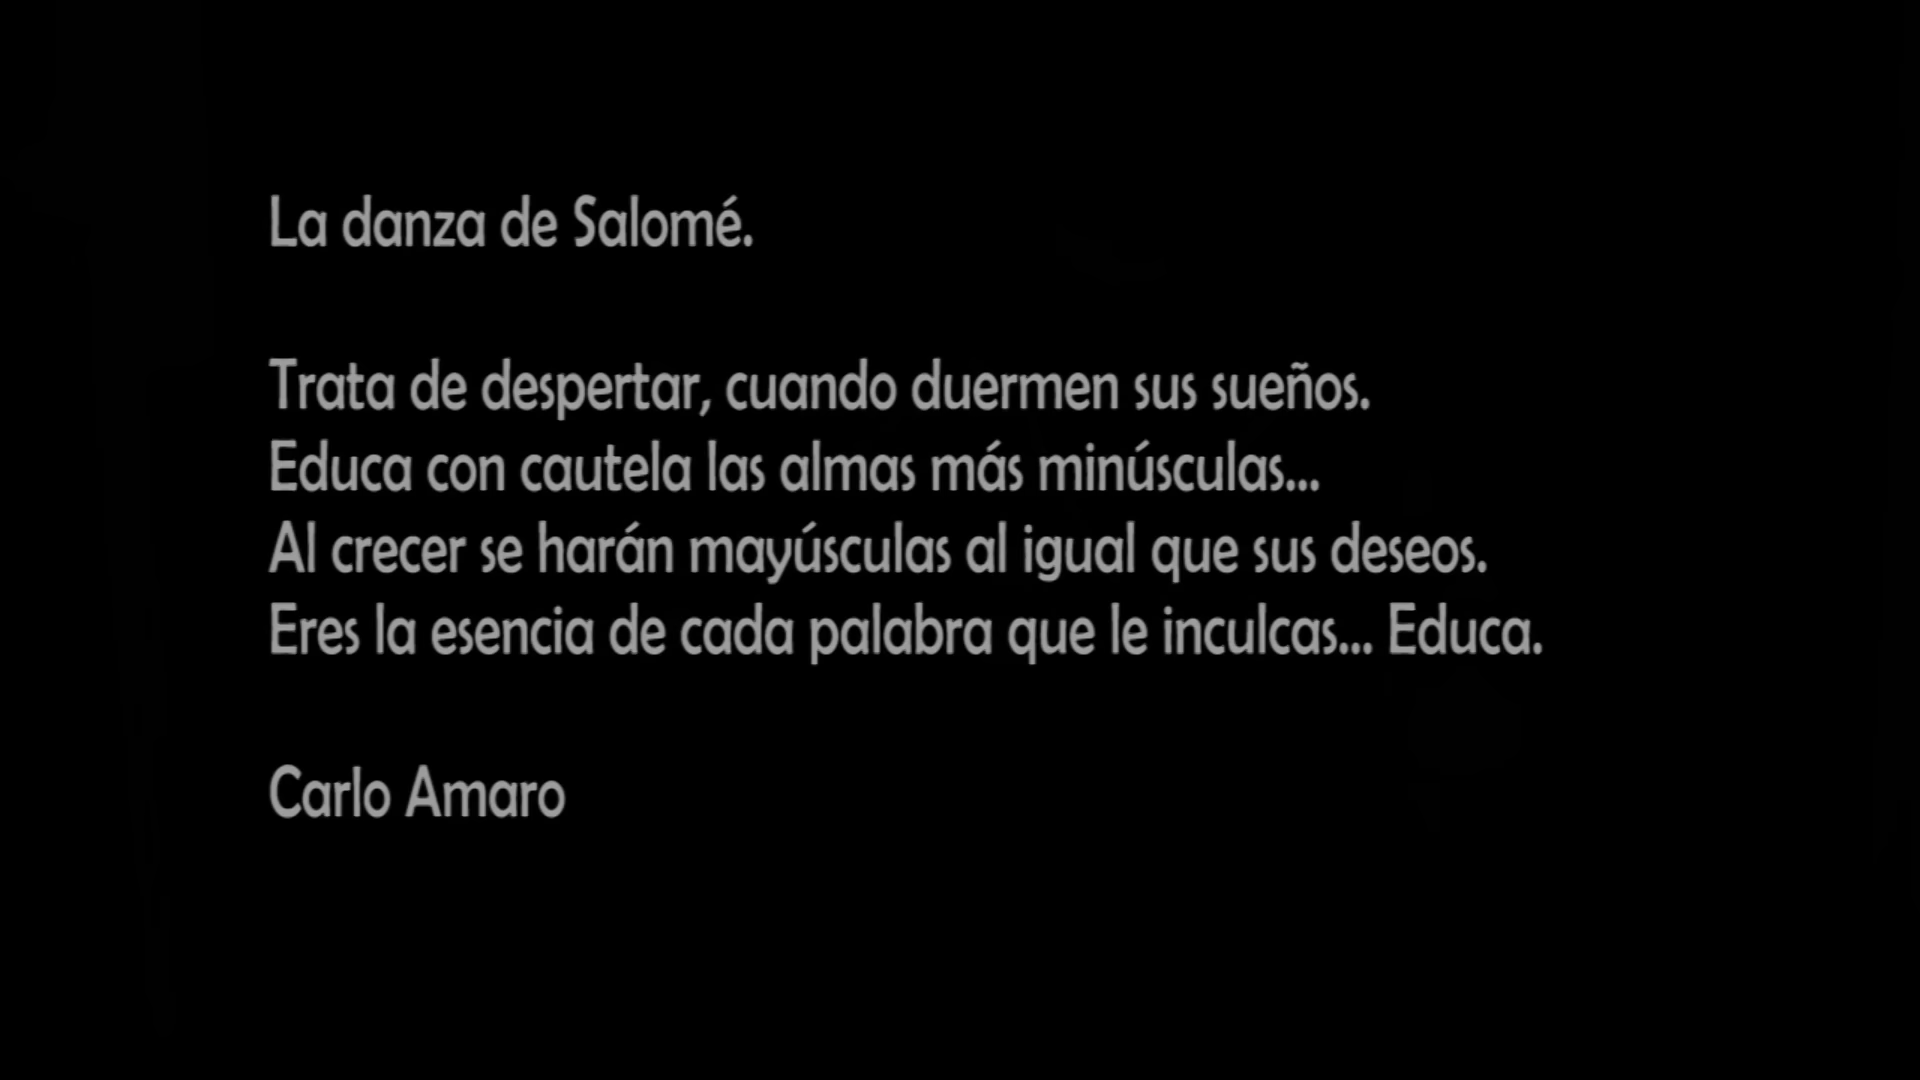 La danza de Salomé.
Trata de despertar, cuando duermen sus sueños.
Educa con cautela las almas más minúsculas...
Al crecer se harán mayúsculas al igual que sus deseos.
Eres la esencia de cada palabra que le inculcas... Educa.
Carlo Amaro